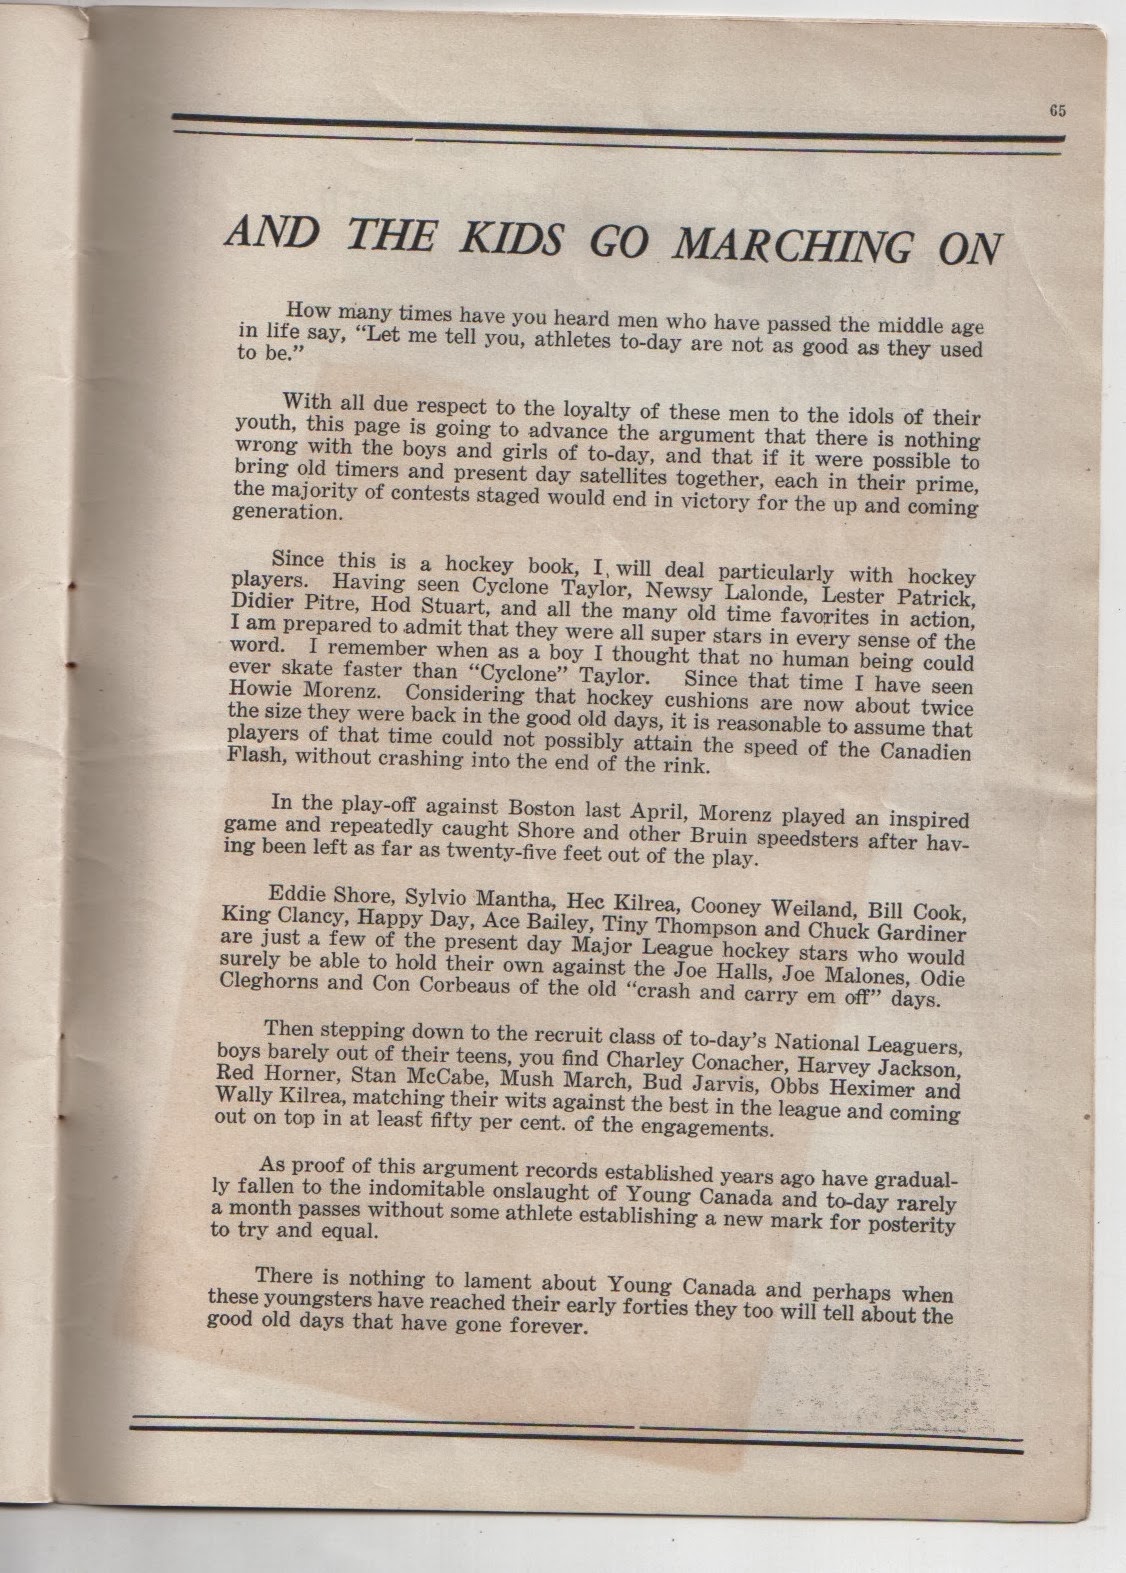 65
AND THE KIDS GO MARCHING ON
How many times have you heard men who have passed the middle age
in life say, “Let me tell you, athletes to-day are not as good as they used
to be.”
With all due respect to the loyalty of these men to the idols of their
youth, this page is going to advance the argument that there is nothing
wrong with the boys and girls of to-day, and that if it were possible to
bring old timers and present day satellites together, each in their prime,
the majority of contests staged would end in victory for the up and coming
generation.
Since this is a hockey book, I will deal particularly with hockey
players. Having seen Cyclone Taylor, Newsy Lalonde, Lester Patrick,
Didier Pitre, Hod Stuart, and all the many old time favorites in action,
I am prepared to admit that they were all super stars in every sense of the
word. I remember when as a boy I thought that no human being could
ever skate faster than “Cyclone” Taylor. Since that time I have seen
Howie Morenz. Considering that hockey cushions are now about twice
the size they were back in the good old days, it is reasonable to assume that
players of that time could not possibly attain the speed of the Canadien
Flash, without crashing into the end of the rink.
In the play-off against Boston last April, Morenz played an inspired
game and repeatedly caught Shore and other Bruin speedsters after hav-
ing been left as far as twenty-five feet out of the play.
Eddie Shore, Sylvio Mantha, Hec Kilrea, Cooney Weiland, Bill Cook,
King Clancy, Happy Day, Ace Bailey, Tiny Thompson and Chuck Gardiner
are just a few of the present day Major League hockey stars who would
surely be able to hold their own against the Joe Halls, Joe Malones, Odie
Cleghorns and Con Corbeaus of the old “crash and carry em off” days.
Then stepping down to the recruit class of to-day’s National Leaguers,
boys barely out of their teens, you find Charley Conacher, Harvey Jackson,
Red Horner, Stan McCabe, Mush March, Bud Jarvis, Obbs Heximer and
Wally Kilrea, matching their wits against the best in the league and coming
out on top in at least fifty per cent. of the engagements.
As proof of this argument records established years ago have gradual-
ly fallen to the indomitable onslaught of Young Canada and to-day rarely
a month passes without some athlete establishing a new mark for posterity
to try and equal.
There is nothing to lament about Young Canada and perhaps when
these youngsters have reached their early forties they too will tell about the
good old days that have gone forever.